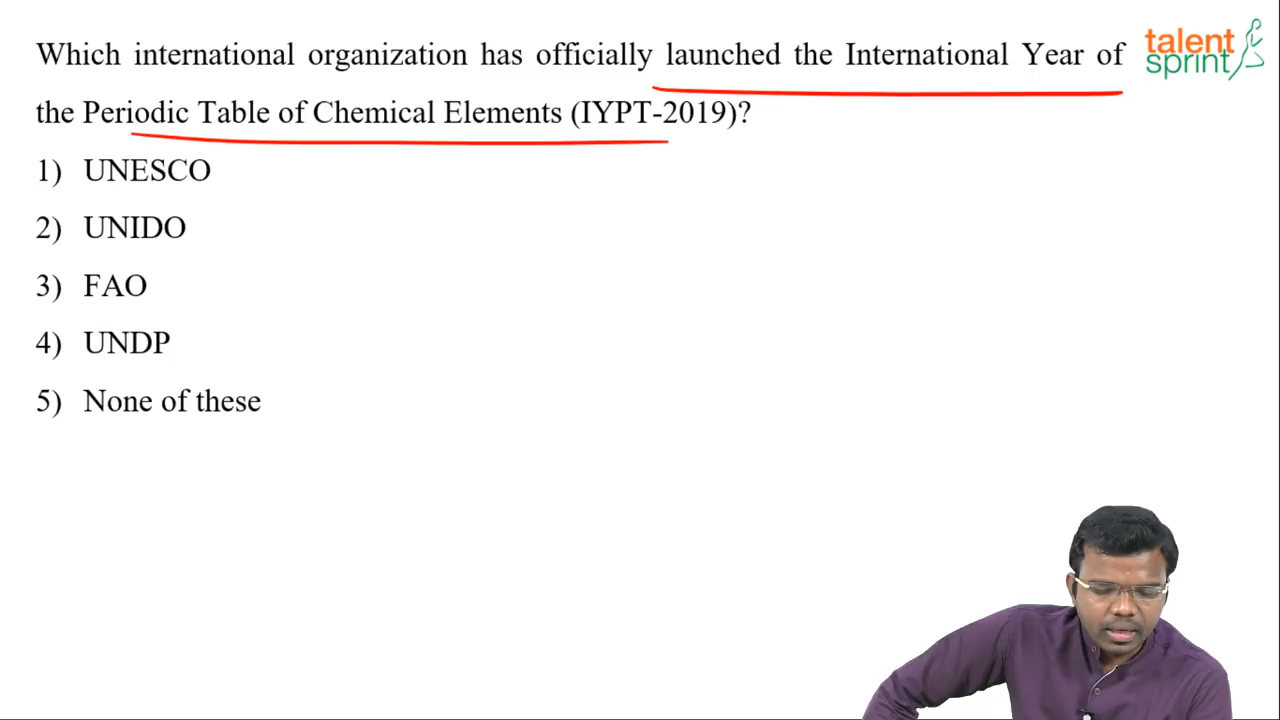 Which international organization has officially launched the International Year of
the Periodic Table of Chemical Elements (IYPT-2019)?
1) UNESCO
2) UNIDO
3) FAO
4) UNDP
5) None of these
talent
sprint